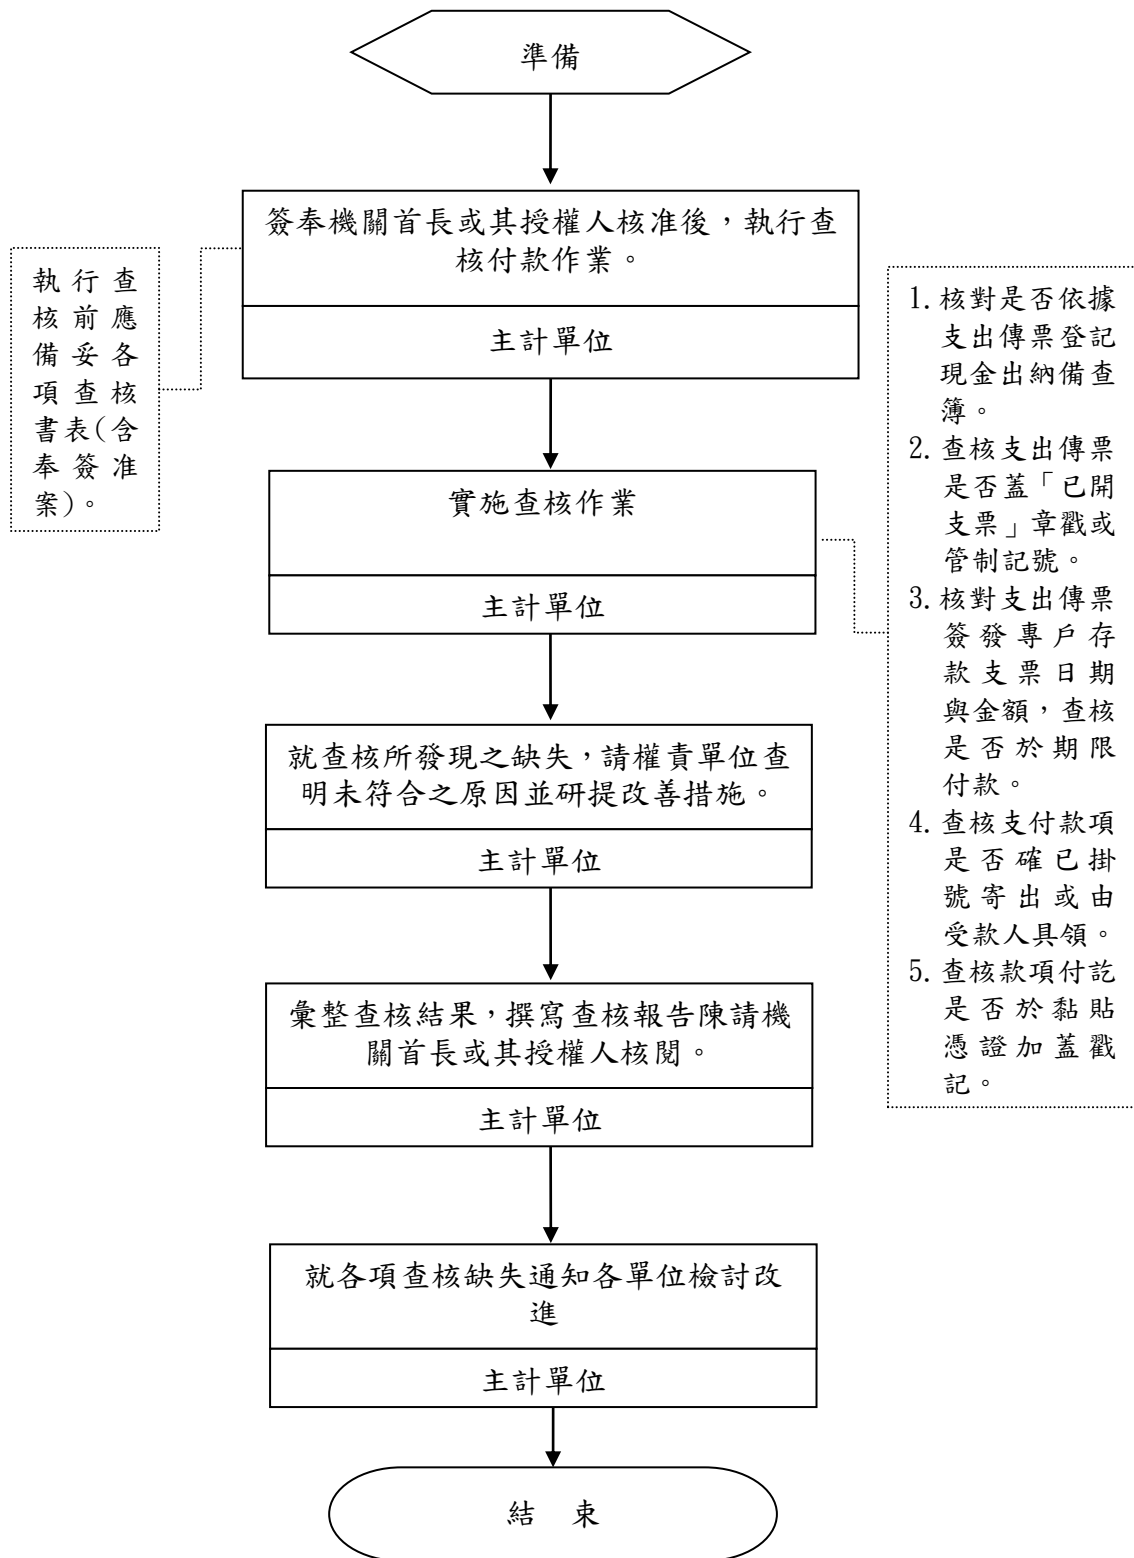 準備
簽奉機關首長或其授權人核准後，執行查
核付款作業。
主計單位
執行查
核前應
備妥各
項查核
書表(含
奉簽准
案)。
實施查核作業
主計單位
1. 核對是否依據
支出傳票登記
現金出納備查
簿。
2. 查核支出傳票
是否蓋「已開
支票」章戳或
管制記號。
3. 核對支出傳票
簽發專戶存
款支票日期
與金額，查核
是否於期限
付款。
4. 查核支付款項
是否確已掛
號寄出或由
受款人具領。
5. 查核款項付訖
是否於黏貼
憑證加蓋戳
記。
就查核所發現之缺失，請權責單位查
明未符合之原因並研提改善措施。
主計單位
彙整查核結果，撰寫查核報告陳請機
關首長或其授權人核閱。
主計單位
就各項查核缺失通知各單位檢討改
進
主計單位
結 束